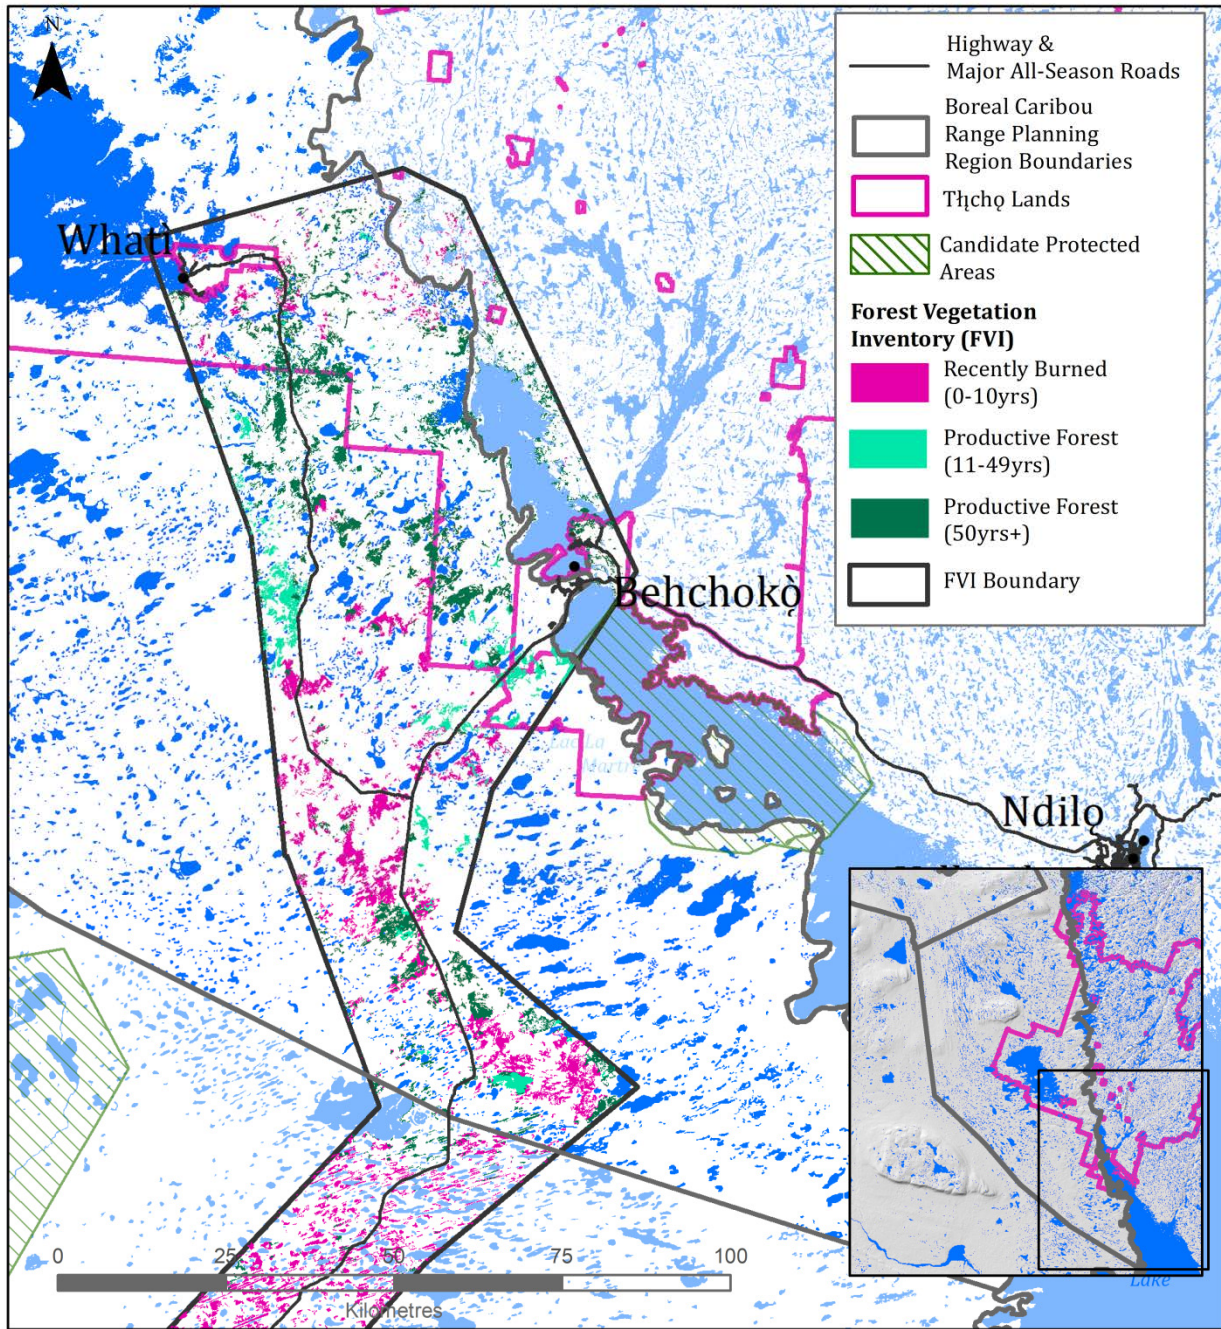 N
Highway &
Major All-Season Roads
Boreal Caribou
Range Planning
Region Boundaries
Tłı̨chǫ Lands
Candidate Protected
Areas
Forest Vegetation
Inventory (FVI)
Recently Burned
(0-10yrs)
Productive Forest
(11-49yrs)
Productive Forest
(50yrs+)
FVI Boundary
Whatì
Behchokǫ̀
Lac La
Ndilo
0 25 50 75 100
Kilometres
Lake